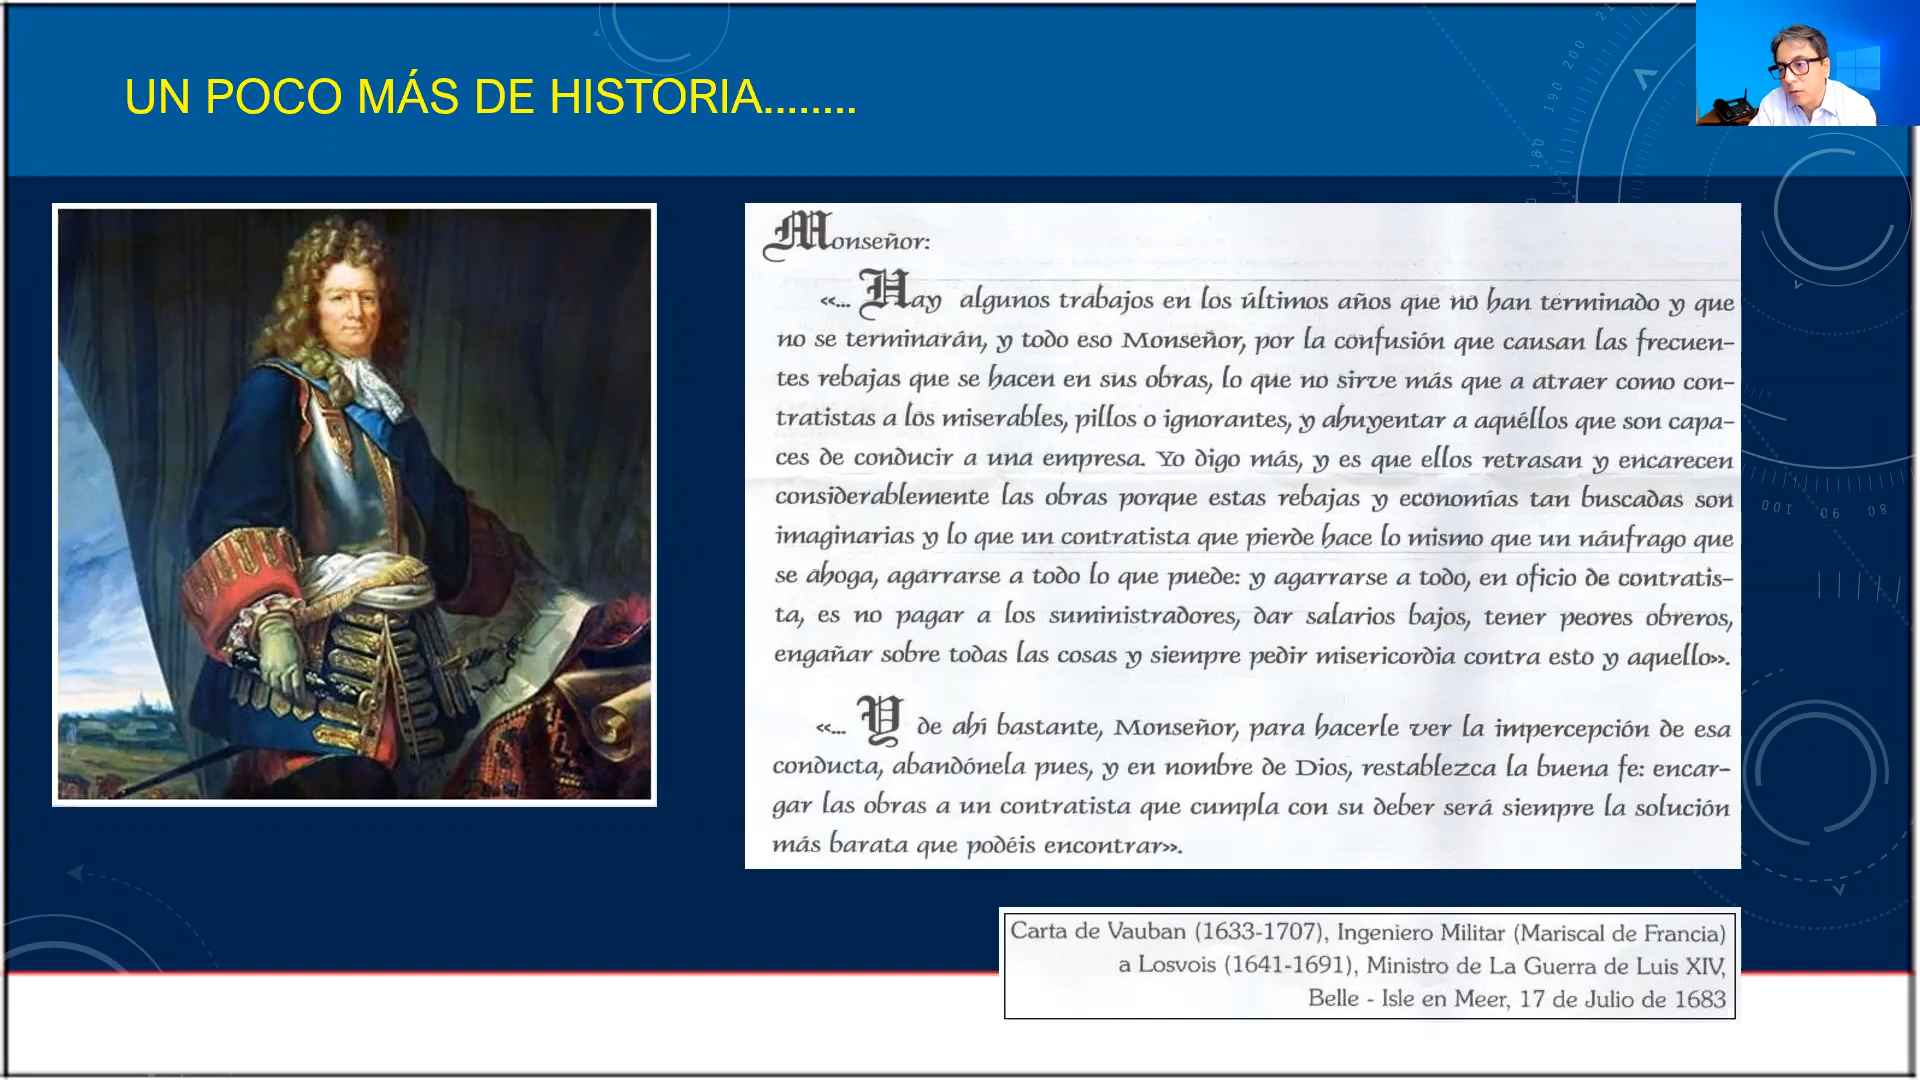 UN POCO MÁS DE HISTORIA........
Monseñor:
«... Hay algunos trabajos en los últimos años que no han terminado y que
no se terminarán, y todo eso Monseñor, por la confusión que causan las frecuen-
tes rebajas que se hacen en sus obras, lo que no sirve más que a atraer como con-
tratistas a los miserables, pillos o ignorantes, y ahuyentar a aquéllos que son capa-
ces de conducir a una empresa. Yo digo más, y es que ellos retrasan y encarecen
considerablemente las obras porque estas rebajas y economías tan buscadas son
imaginarias y lo que un contratista que pierde hace lo mismo que un náufrago que
se ahoga, agarrarse a todo lo que puede: y agarrarse a todo, en oficio de contratis-
ta, es no pagar a los suministradores, dar salarios bajos, tener peores obreros,
engañar sobre todas las cosas y siempre pedir misericordia contra esto y aquello».
«... Y de ahí bastante, Monseñor, para hacerle ver la impercepción de esa
conducta, abandónela pues, y en nombre de Dios, restablezca la buena fe: encar-
gar las obras a un contratista que cumpla con su deber será siempre la solución
más barata que podéis encontrar».
Carta de Vauban (1633-1707), Ingeniero Militar (Mariscal de Francia)
a Losvois (1641-1691), Ministro de La Guerra de Luis XIV,
Belle - Isle en Meer, 17 de Julio de 1683
180 190 200
100 90 80